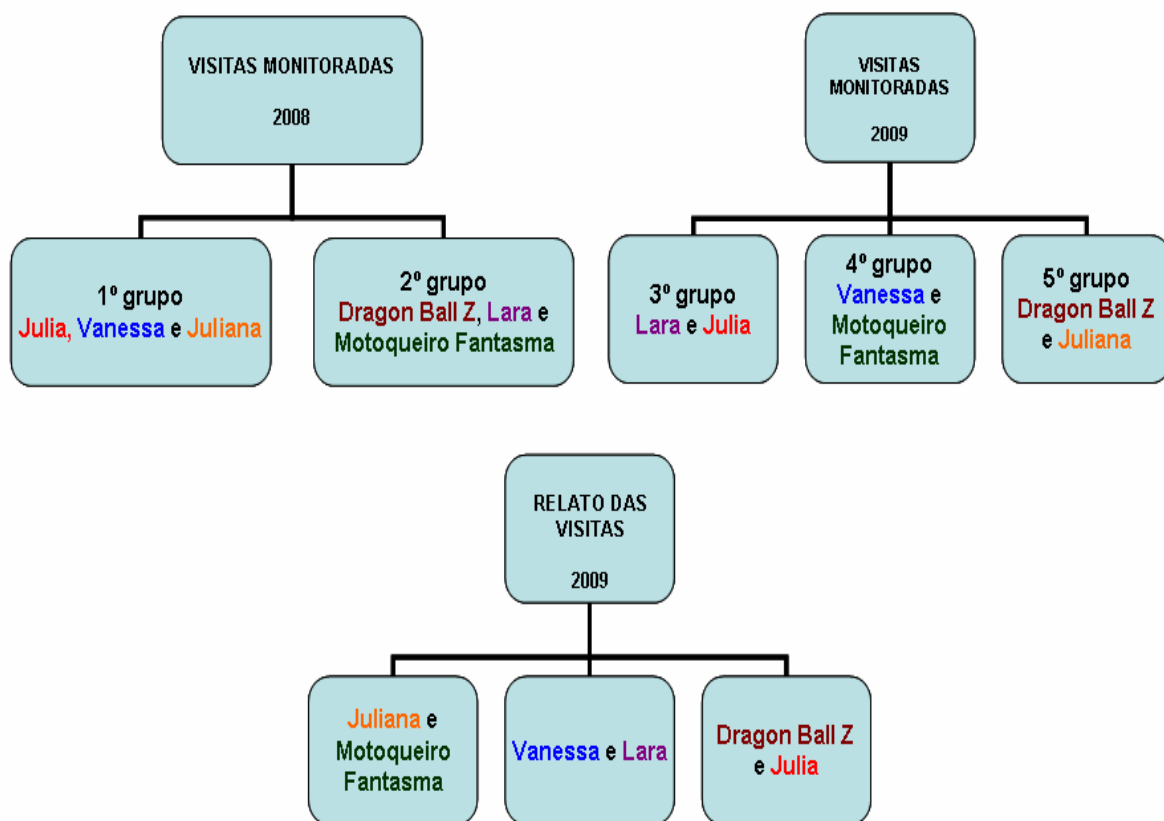 VISITAS MONITORADAS
2008
1º grupo
Julia, Vanessa e Juliana
2º grupo
Dragon Ball Z, Lara e
Motoqueiro Fantasma
VISITAS
MONITORADAS
2009
3º grupo
Lara e Julia
4º grupo
Vanessa e
Motoqueiro
Fantasma
5º grupo
Dragon Ball Z
e Juliana
RELATO DAS
VISITAS
2009
Juliana e
Motoqueiro
Fantasma
Vanessa e Lara
Dragon Ball Z
e Julia